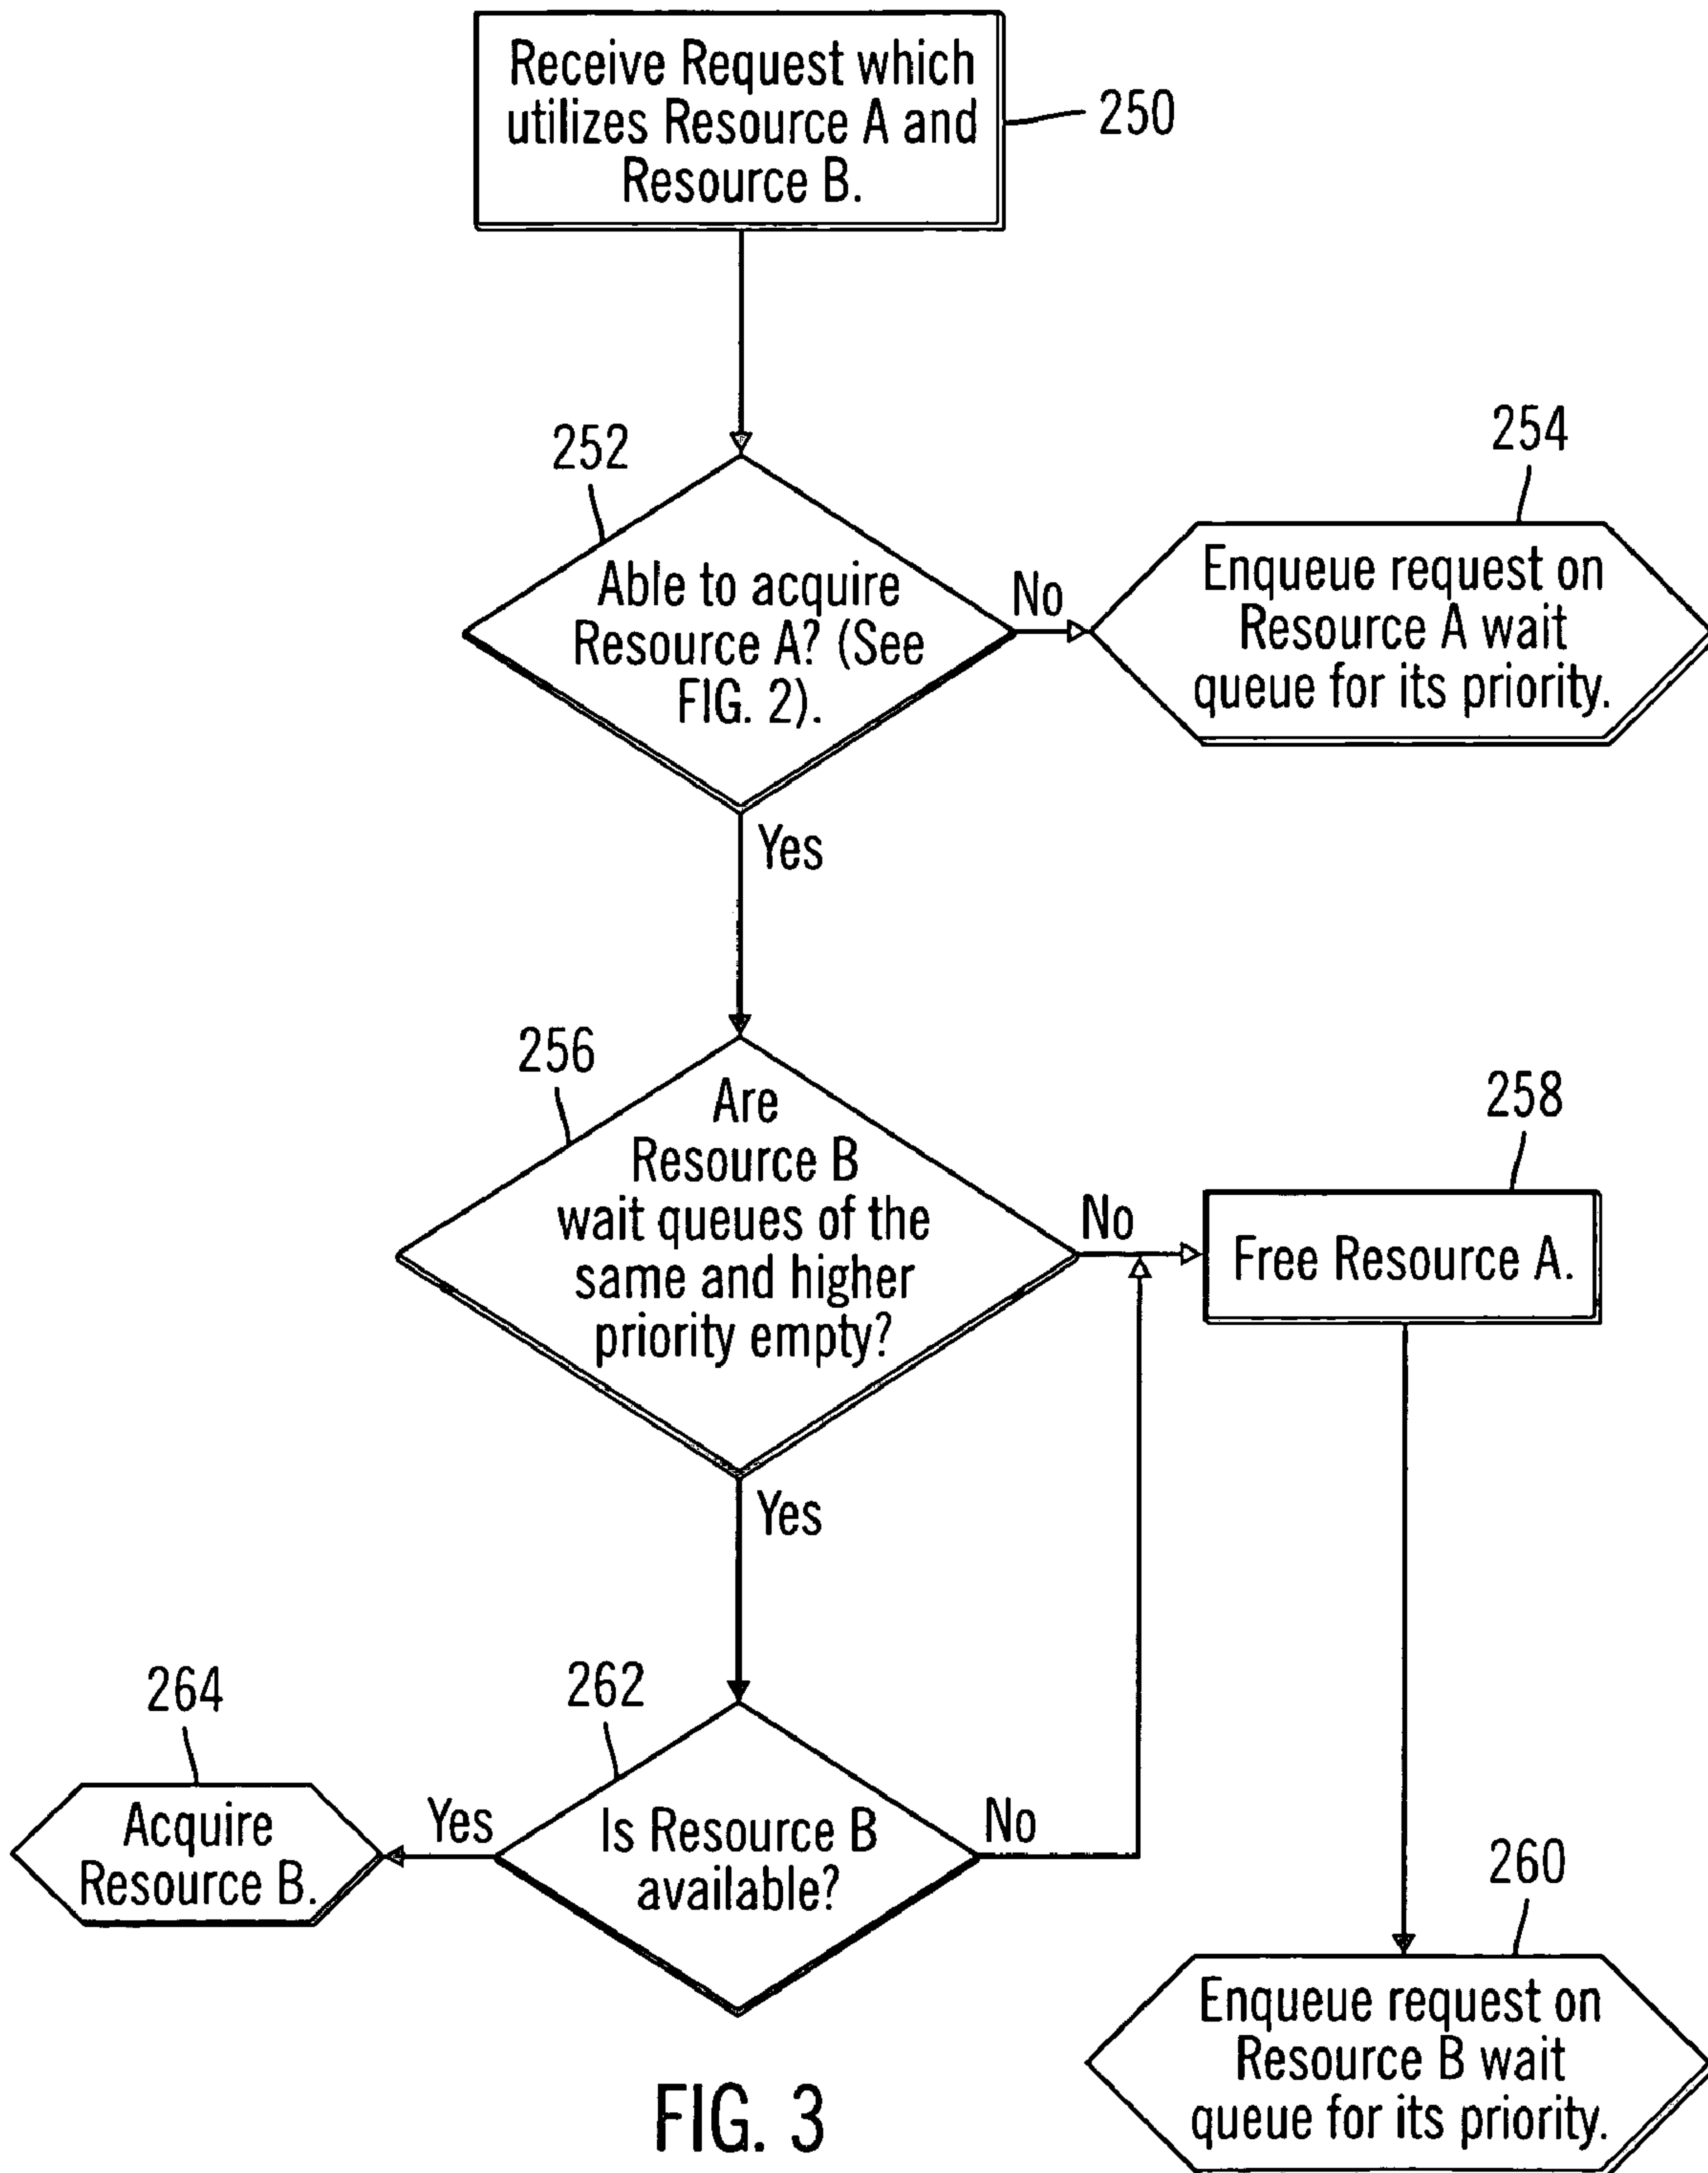 Receive Request which
utilizes Resource A and
Resource B.
250
252
Able to acquire
Resource A? (See
FIG. 2).
No
254
Enqueue request on
Resource A wait
queue for its priority.
Yes
256
Are
Resource B
wait queues of the
same and higher
priority empty?
No
258
Free Resource A.
Yes
262
Is Resource B
available?
No
Yes
264
Acquire
Resource B.
260
Enqueue request on
Resource B wait
queue for its priority.
FIG. 3